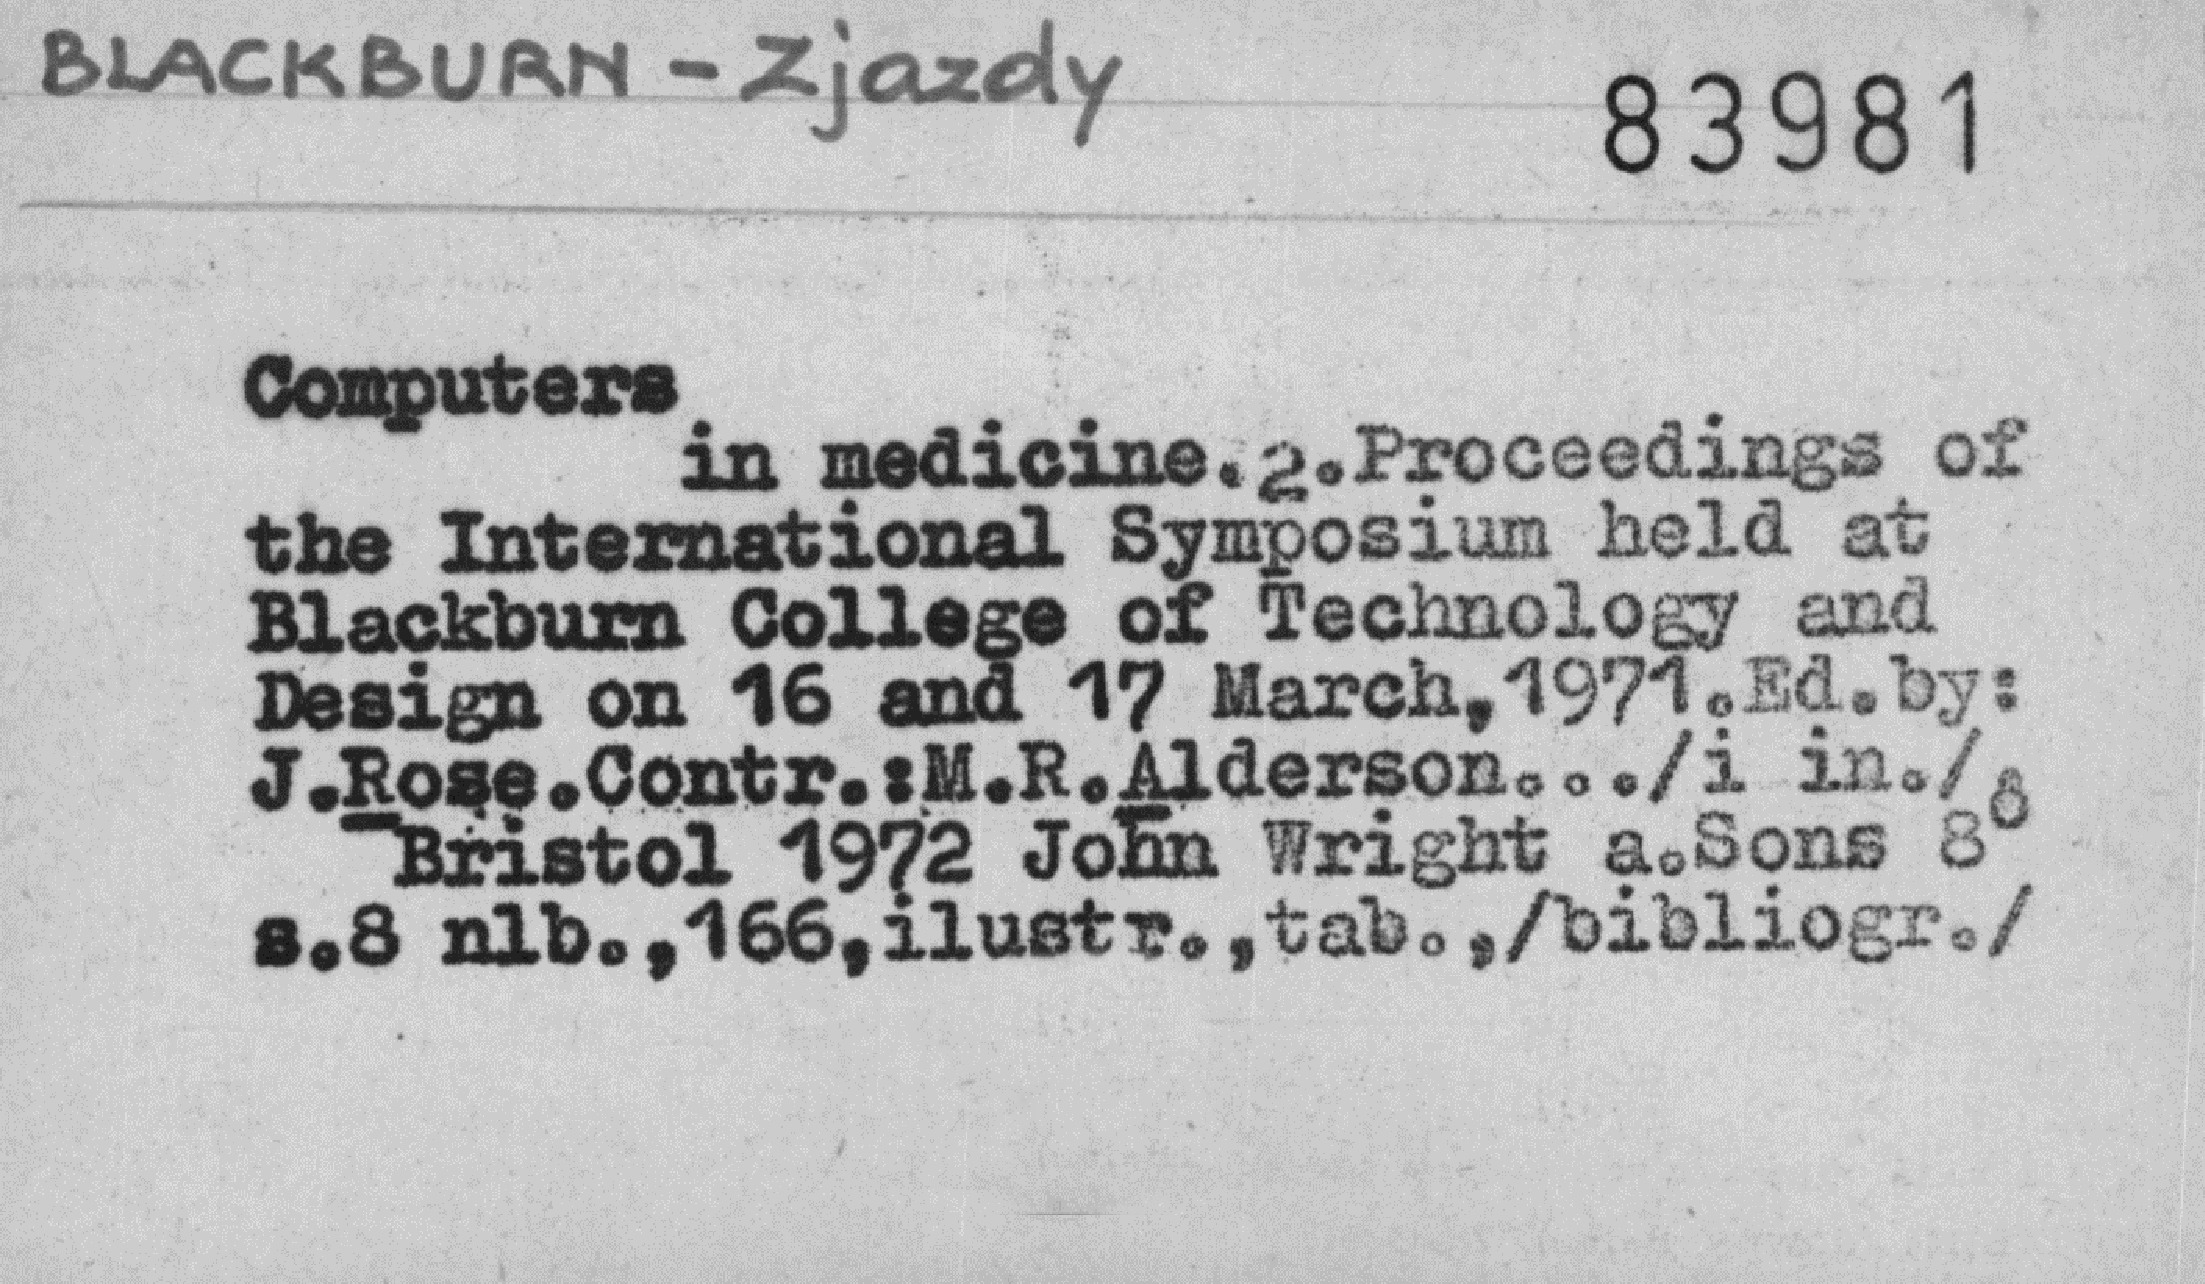 BLACKBURN - Zjazdy
83981
Computers
in medicine.2.Proceedings of
the International Symposium held at
Blackburn College of Technology and
Design on 16 and 17 March,1971.Ed.by:
J.Rose.Contr.:M.R.Alderson.../i in./.
Bristol 1972 John Wright a.Sons 8⁰
s.8 nlb.,166,ilustr.,tab.,/bibliogr./